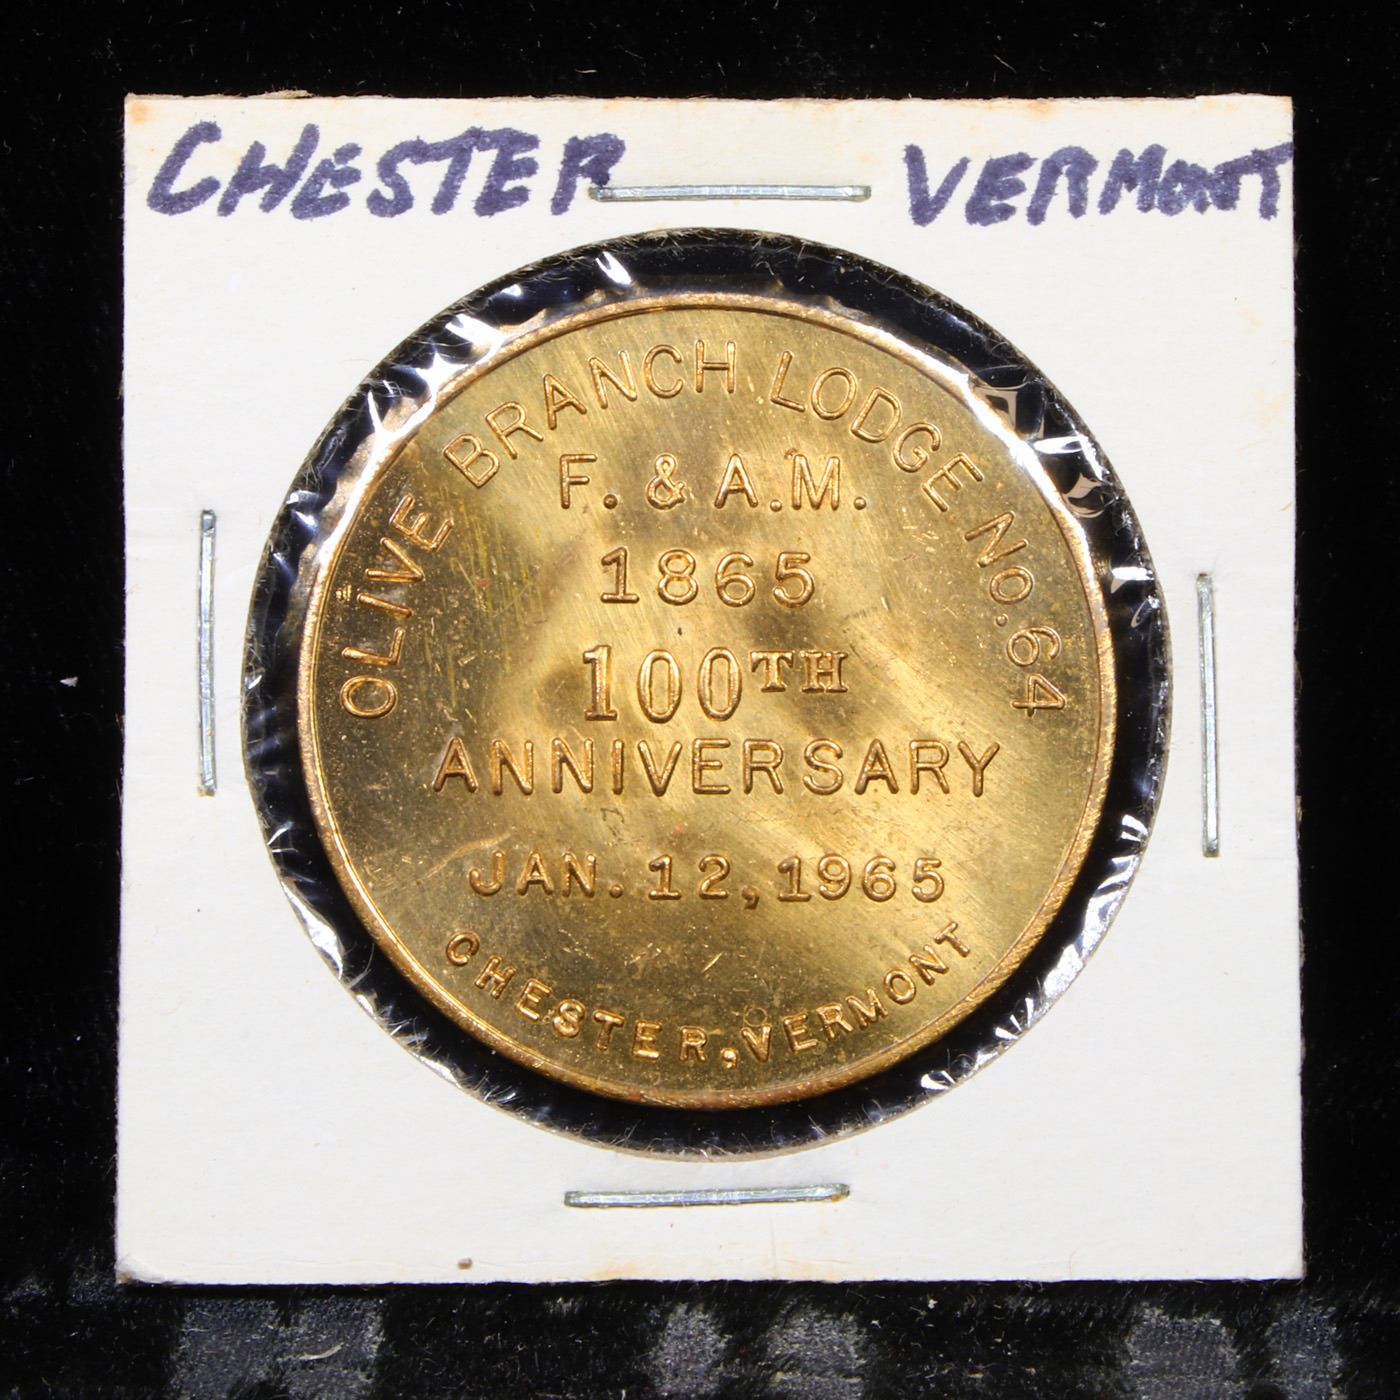 CHESTER VERMONT
OLIVE BRANCH LODGE No. 64
F. & A.M.
1865
100TH
ANNIVERSARY
JAN. 12, 1965
CHESTER, VERMONT